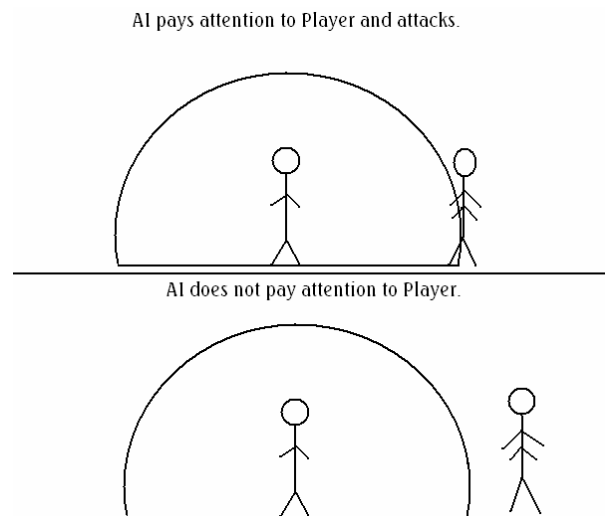 AI pays attention to Player and attacks.
AI does not pay attention to Player.